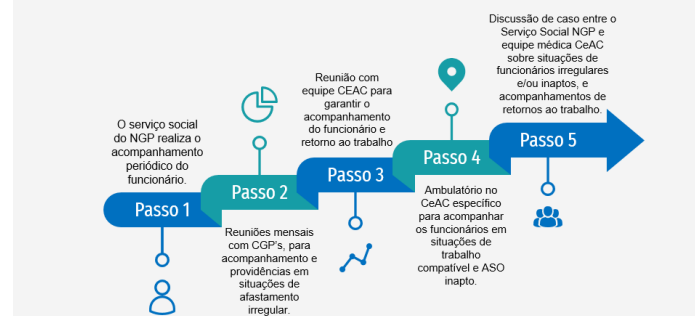 O serviço social
do NGP realiza o
acompanhamento
periódico do
funcionário.
Passo 1
Passo 2
Reuniões mensais
com CGP's, para
acompanhamento e
providências em
situações de
afastamento
irregular.
Reunião com
equipe CEAC para
garantir o
acompanhamento
do funcionário e
retorno ao trabalho
Passo 3
Passo 4
Ambulatório no
CeAC específico
para acompanhar
os funcionários em
situações de
trabalho
compatível e ASO
inapto.
Discussão de caso entre o
Serviço Social NGP e
equipe médica CeAC
sobre situações de
funcionários irregulares
e/ou inaptos, e
acompanhamentos de
retornos ao trabalho.
Passo 5